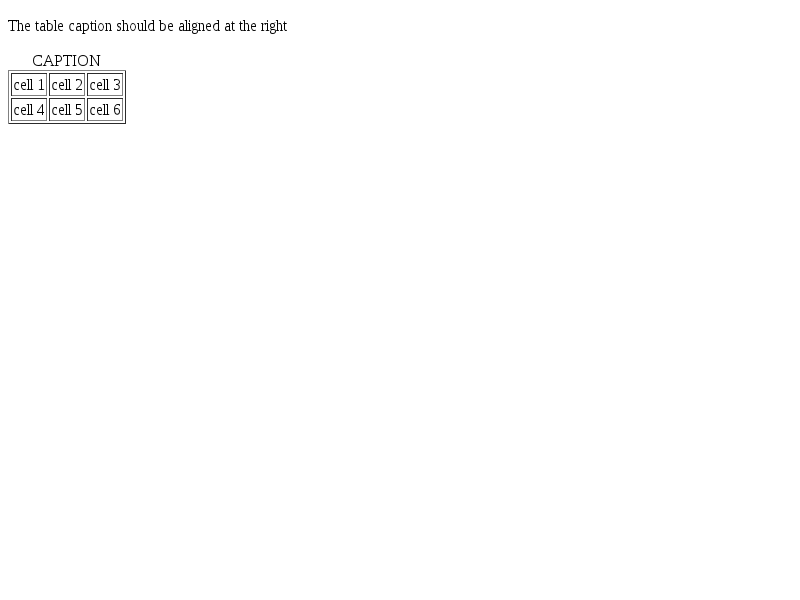 The table caption should be aligned at the right
CAPTION
cell 1 cell 2 cell 3
cell 4 cell 5 cell 6